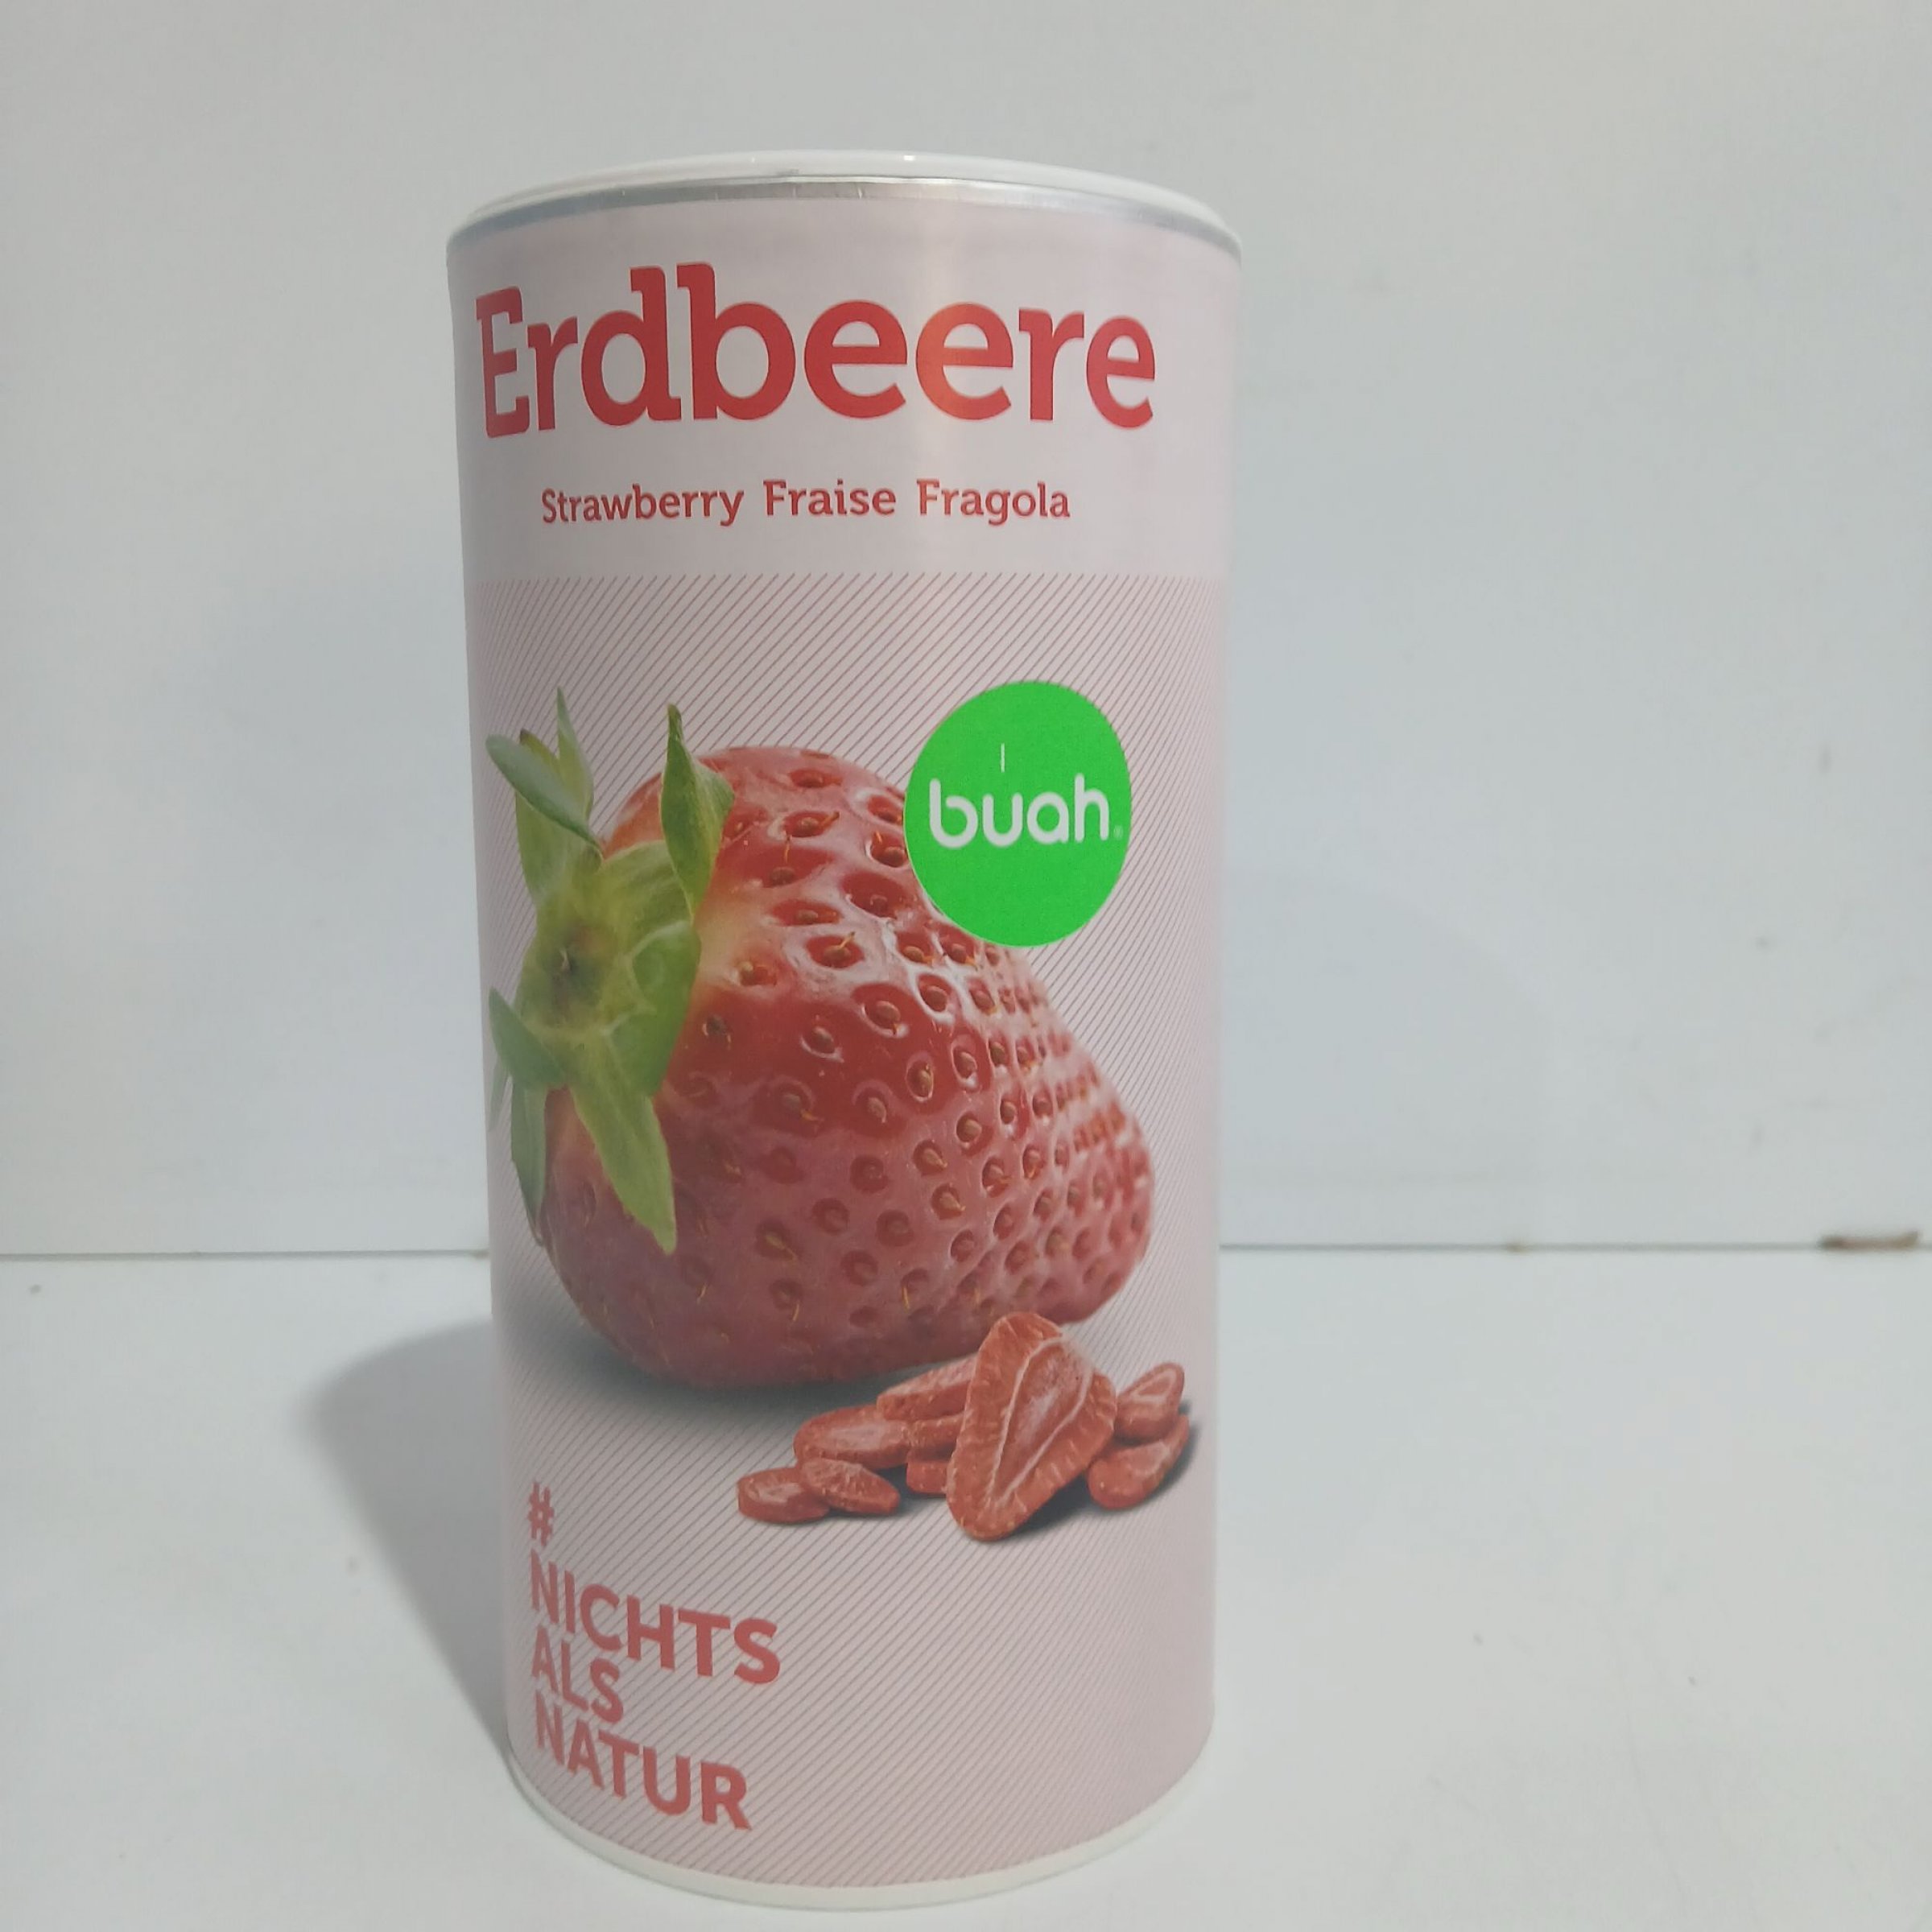 Erdbeere
Strawberry Fraise Fragola
buah®
#
NICHTS
ALS
NATUR